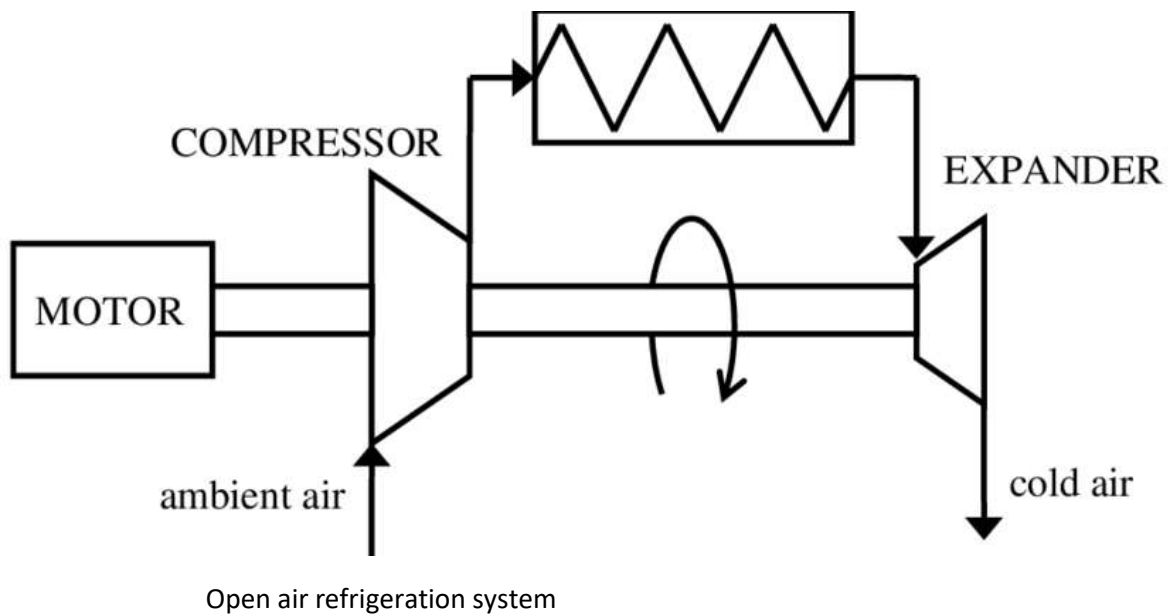 COMPRESSOR
EXPANDER
MOTOR
ambient air
cold air
Open air refrigeration system